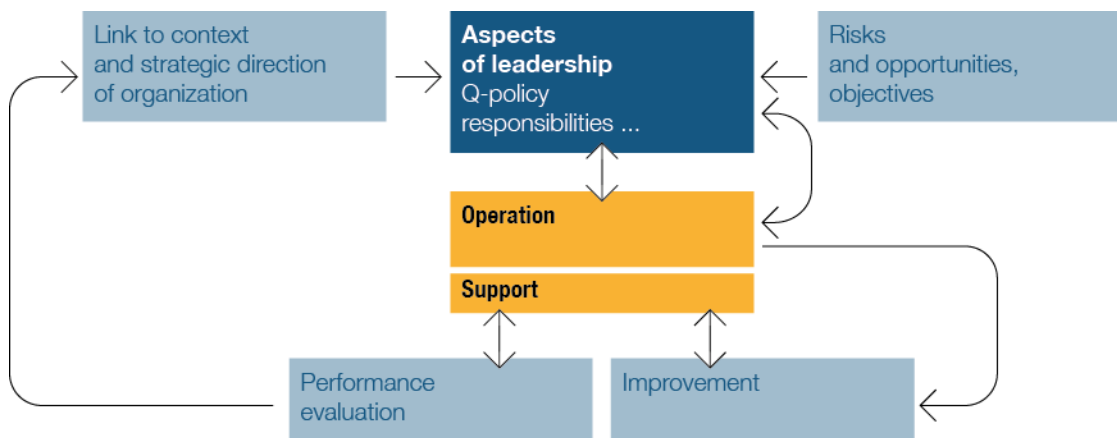 Link to context
and strategic direction
of organization
Aspects
of leadership
Q-policy
responsibilities ...
Risks
and opportunities,
objectives
Operation
Support
Performance
evaluation
Improvement